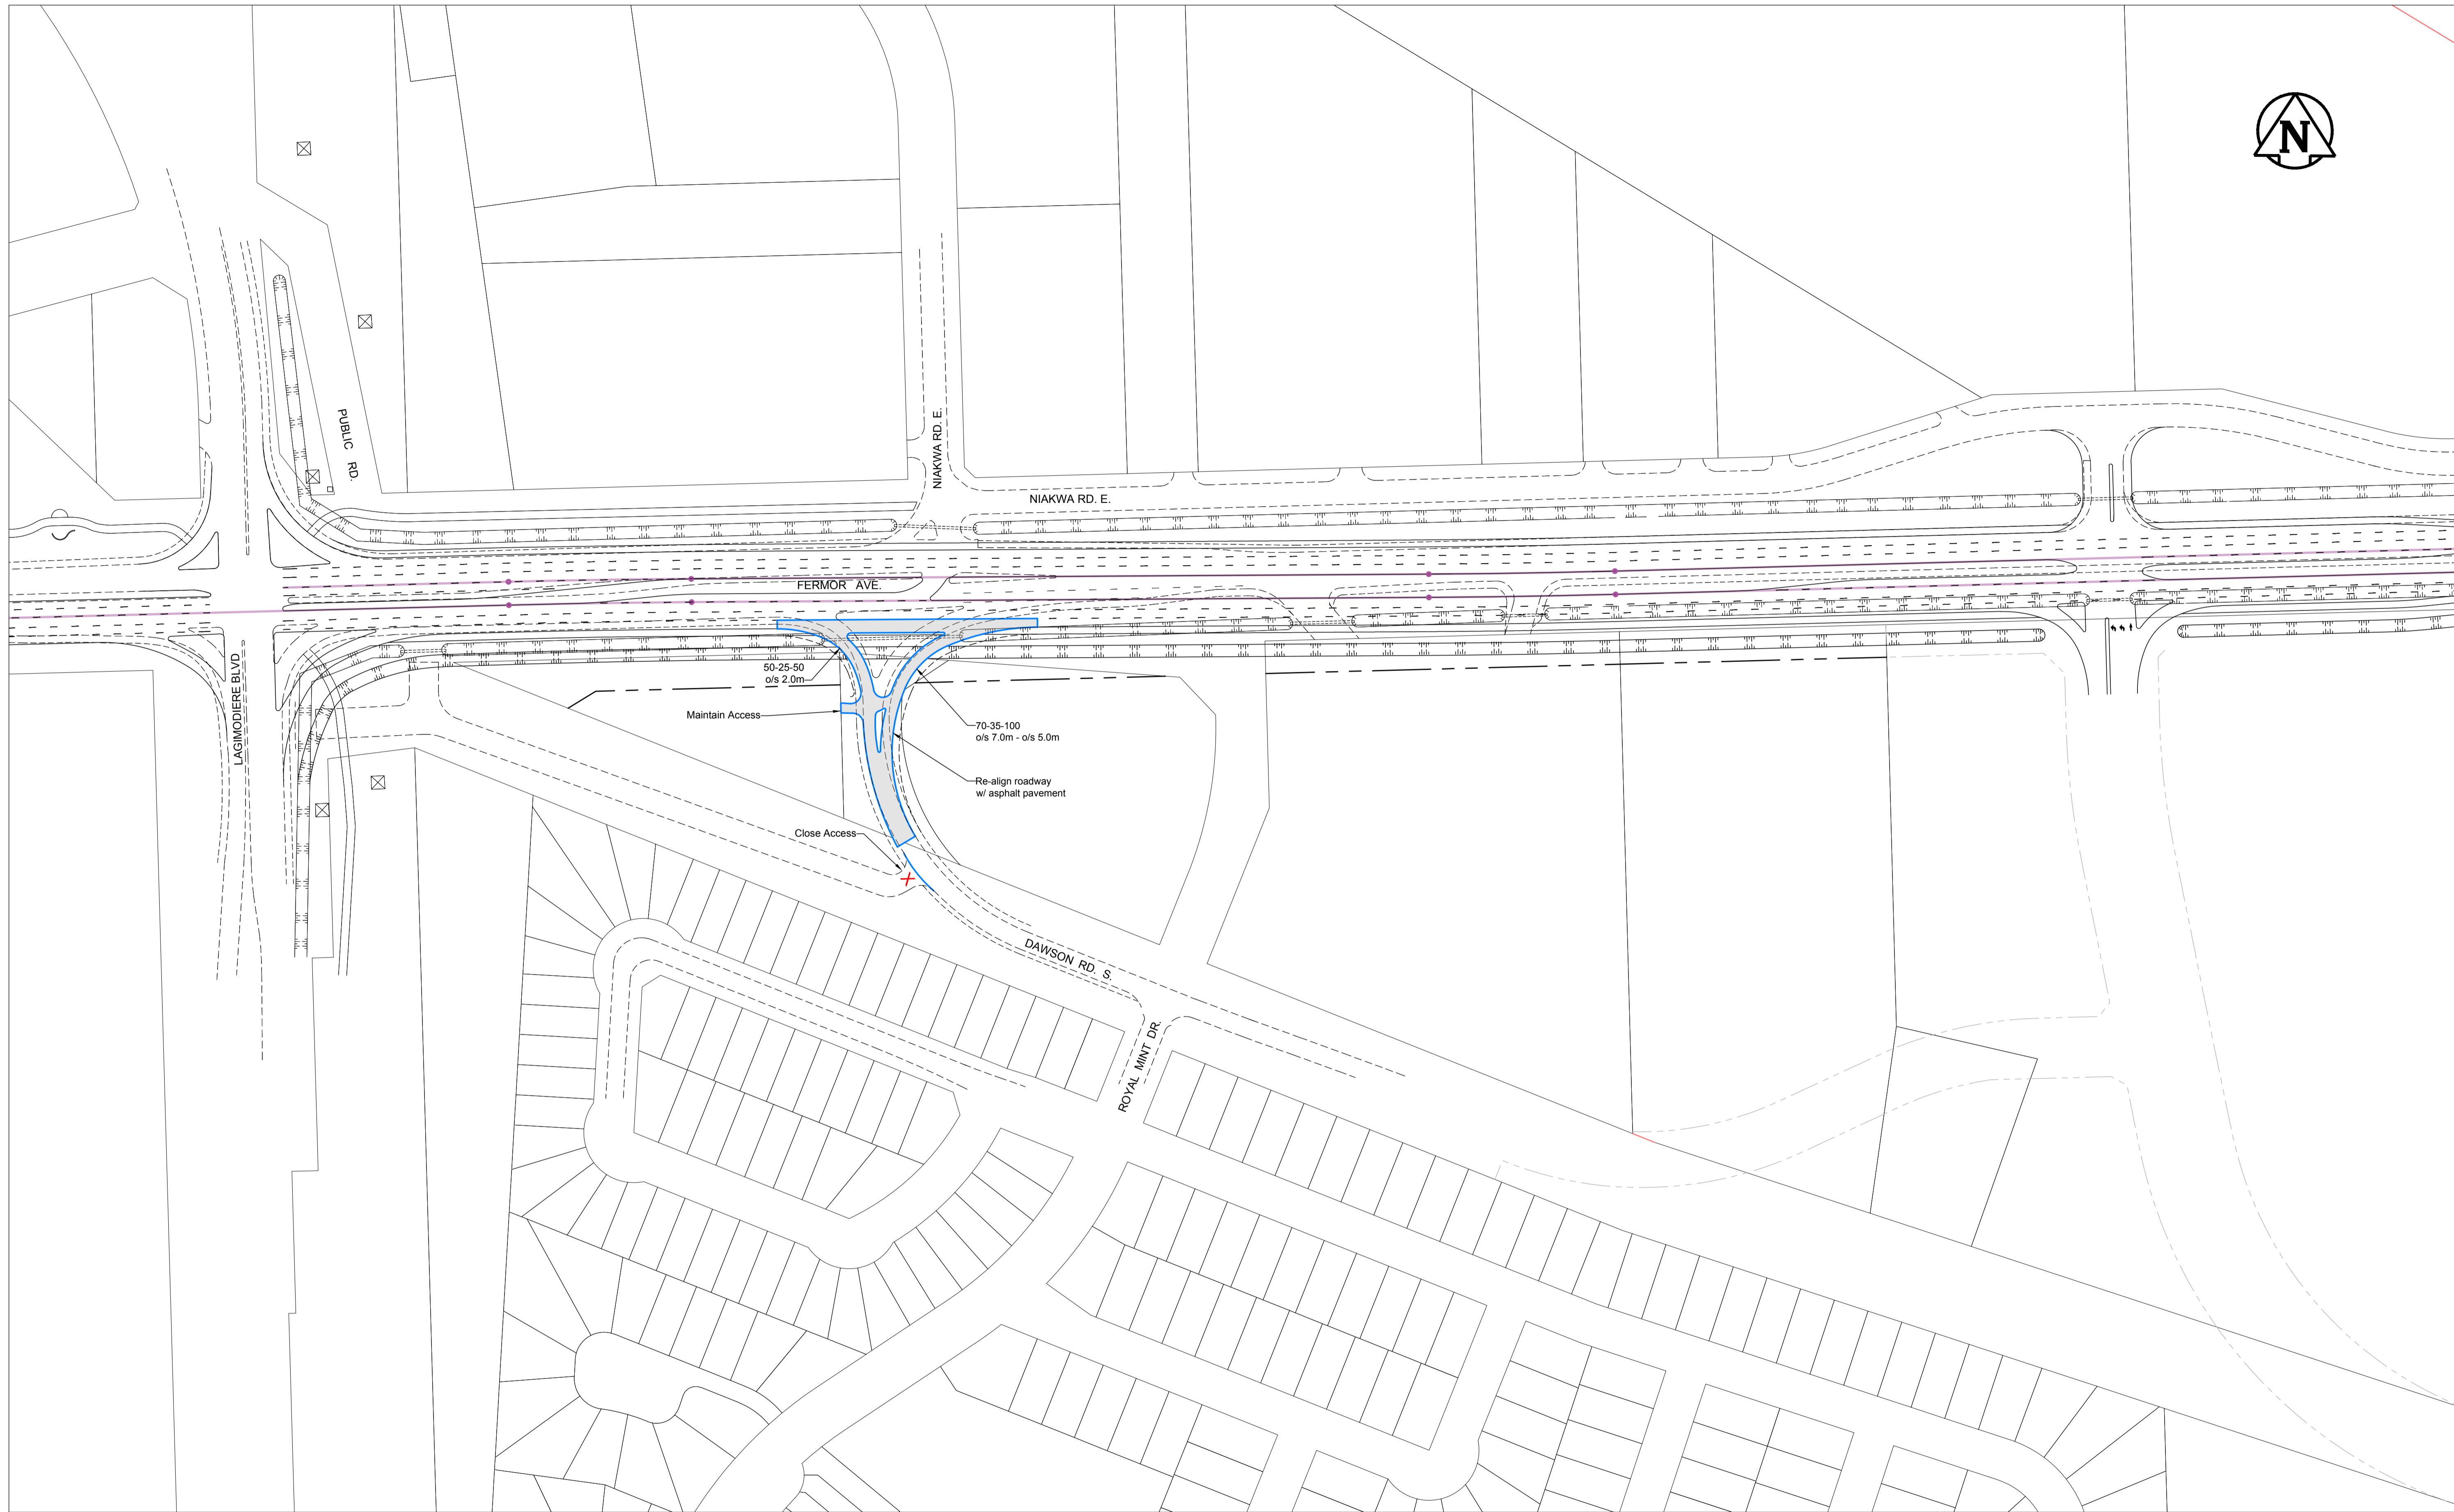 N
PUBLIC RD.
NIAKWA RD. E.
NIAKWA RD. E.
FERMOR AVE.
LAGIMODIERE BLVD
50-25-50
o/s 2.0m
Maintain Access
70-35-100
o/s 7.0m - o/s 5.0m
Re-align roadway
w/ asphalt pavement
Close Access
DAWSON RD. S.
ROYAL MINT DR.